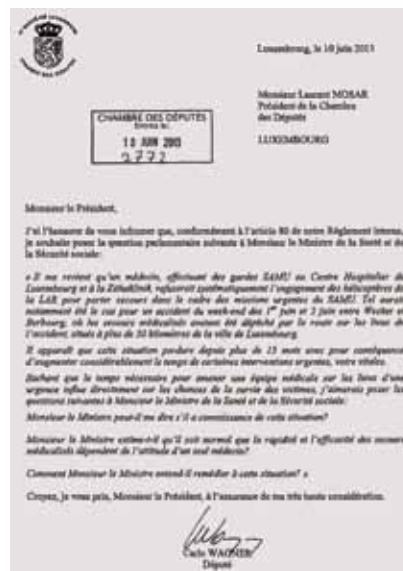 Luxembourg, le 10 juin 2013
Monsieur Laurent MOSAR
Président de la Chambre
des Députés
LUXEMBOURG
CHAMBRE DES DÉPUTÉS
Entrée le:
10 JUIN 2013
2772
Monsieur le Président,
J'ai l'honneur de vous informer que, conformément à l'article 80 de notre Règlement interne,
je souhaite poser la question parlementaire suivante à Monsieur le Ministre de la Santé et de
la Sécurité sociale:
« Il me revient qu'un médecin, effectuant des gardes SAMU au Centre Hospitalier de
Luxembourg et à la Zithaklinik, refuserait systématiquement l'engagement des hélicoptères de
la LAR pour porter secours dans le cadre des missions urgentes du SAMU. Tel aurait
notamment été le cas pour un accident du week-end des 1er juin et 2 juin entre Wecker et
Berbourg, où les secours médicalisés avaient été dépêché par la route sur les lieux de
l'accident, situés à plus de 30 kilomètres de la ville de Luxembourg.
Il apparaît que cette situation perdure depuis plus de 15 mois avec pour conséquence
d'augmenter considérablement le temps de certaines interventions urgentes, voire vitales.
Sachant que le temps nécessaire pour amener une équipe médicale sur les lieux d'une
urgence influe directement sur les chances de la survie des victimes, j'aimerais poser les
questions suivantes à Monsieur le Ministre de la Santé et de la Sécurité sociale:
Monsieur le Ministre peut-il me dire s'il a connaissance de cette situation?
Monsieur le Ministre estime-t-il qu'il soit normal que la rapidité et l'efficacité des secours
médicalisés dépendent de l'attitude d'un seul médecin?
Comment Monsieur le Ministre entend-il remédier à cette situation? »
Croyez, je vous prie, Monsieur le Président, à l'assurance de ma très haute considération.
Carlo WAGNER
Député